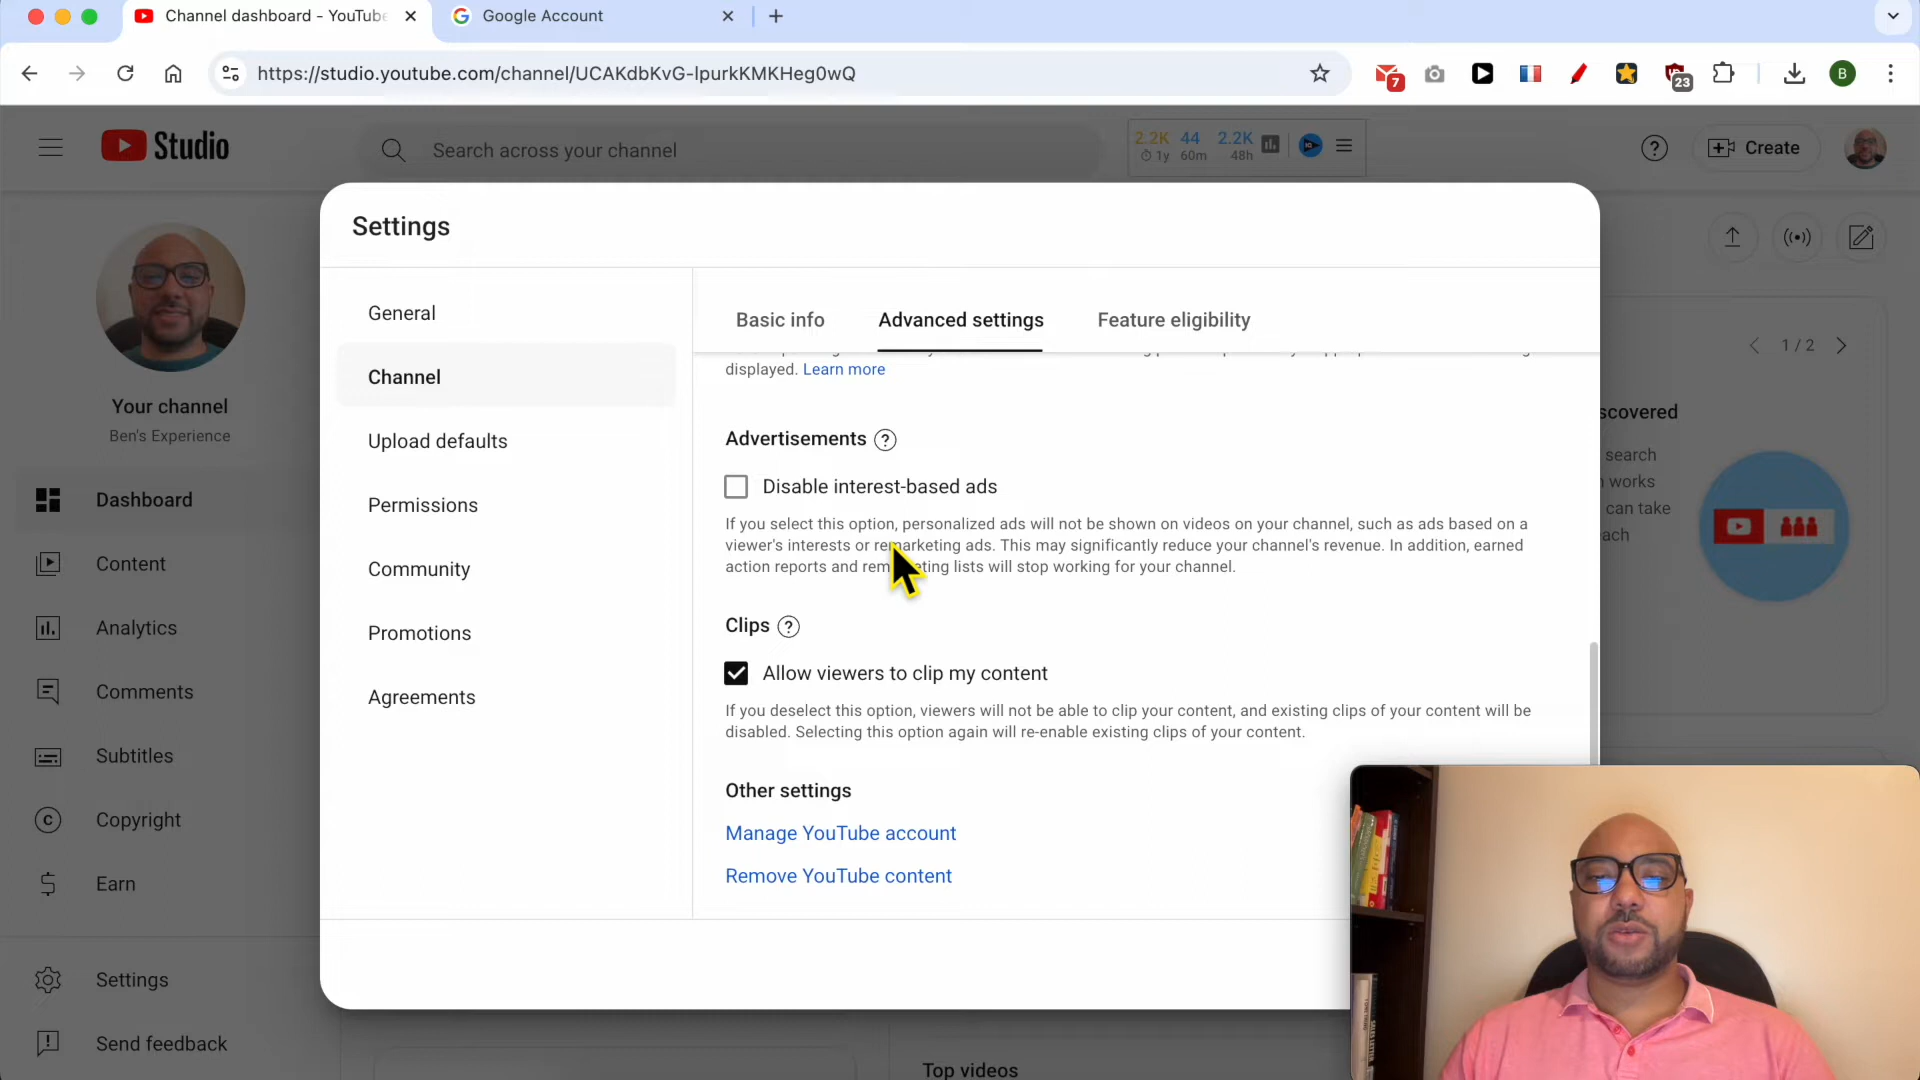 Channel dashboard - YouTube
Google Account
https://studio.youtube.com/channel/UCAKdbKvG-lpurkKMKHeg0wQ
7
23
B
Studio
Search across your channel
2.2K 44 2.2K
1y 60m 48h
Create
Settings
General
Channel
Upload defaults
Permissions
Community
Promotions
Agreements
Basic info
Advanced settings
Feature eligibility
displayed. Learn more
Advertisements
Disable interest-based ads
If you select this option, personalized ads will not be shown on videos on your channel, such as ads based on a
viewer's interests or remarketing ads. This may significantly reduce your channel's revenue. In addition, earned
action reports and remarketing lists will stop working for your channel.
Clips
Allow viewers to clip my content
If you deselect this option, viewers will not be able to clip your content, and existing clips of your content will be
disabled. Selecting this option again will re-enable existing clips of your content.
Other settings
Manage YouTube account
Remove YouTube content
Your channel
Ben's Experience
Dashboard
Content
Analytics
Comments
Subtitles
Copyright
Earn
Settings
Send feedback
1 / 2
scovered
search
works
can take
each
Top videos